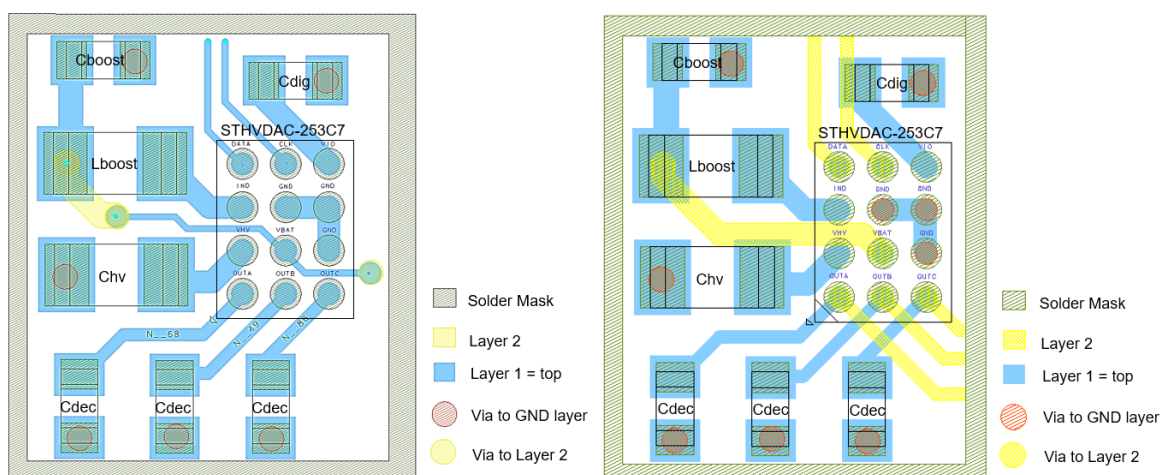 Cboost
Cdig
STHVDAC-253C7
DATA CLK VIO
Lboost
IND GND GND
VHV VBAT GND
Chv
OUTA OUTB OUTC
N__68 N__49 N__86
Cdec Cdec Cdec
Solder Mask
Layer 2
Layer 1 = top
Via to GND layer
Via to Layer 2
Cboost
Cdig
STHVDAC-253C7
DATA CLK VIO
Lboost
IND GND GND
VHV VBAT GND
Chv
OUTA OUTB OUTC
Cdec Cdec Cdec
Solder Mask
Layer 2
Layer 1 = top
Via to GND layer
Via to Layer 2